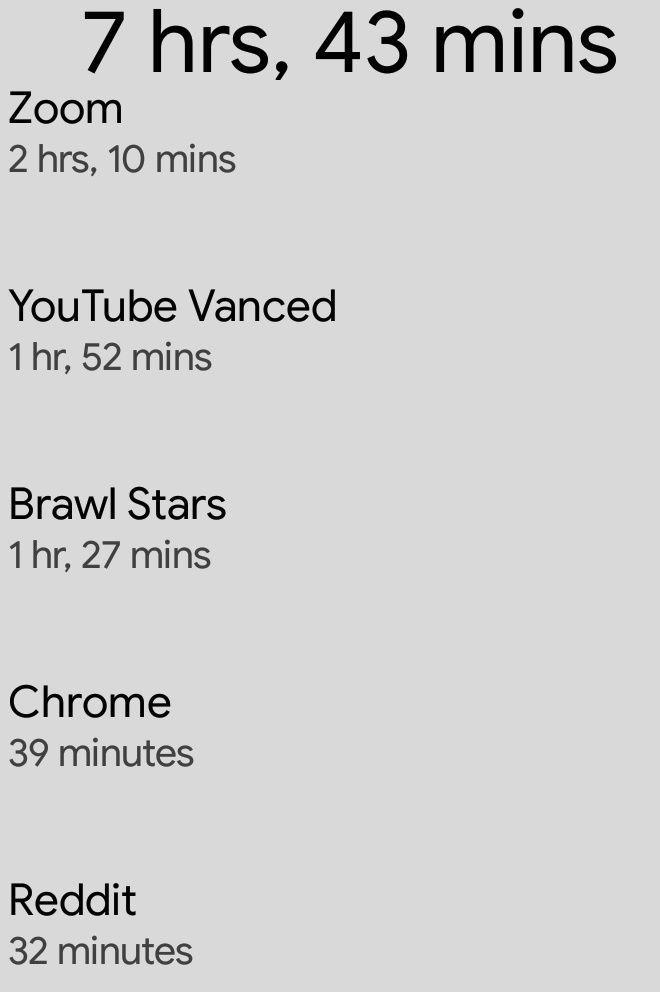 7 hrs, 43 mins
Zoom
2 hrs, 10 mins
YouTube Vanced
1 hr, 52 mins
Brawl Stars
1 hr, 27 mins
Chrome
39 minutes
Reddit
32 minutes